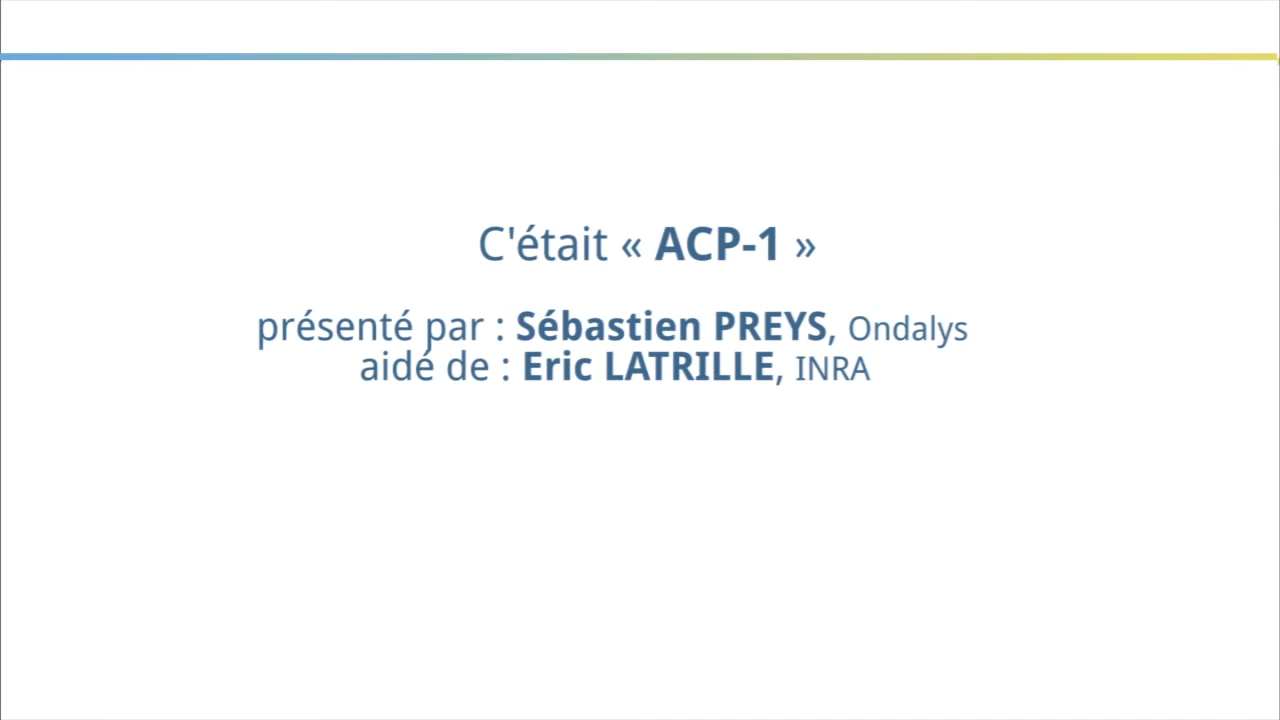 C'était « ACP-1 »
présenté par : Sébastien PREYS, Ondalys
aidé de : Eric LATRILLE, INRA